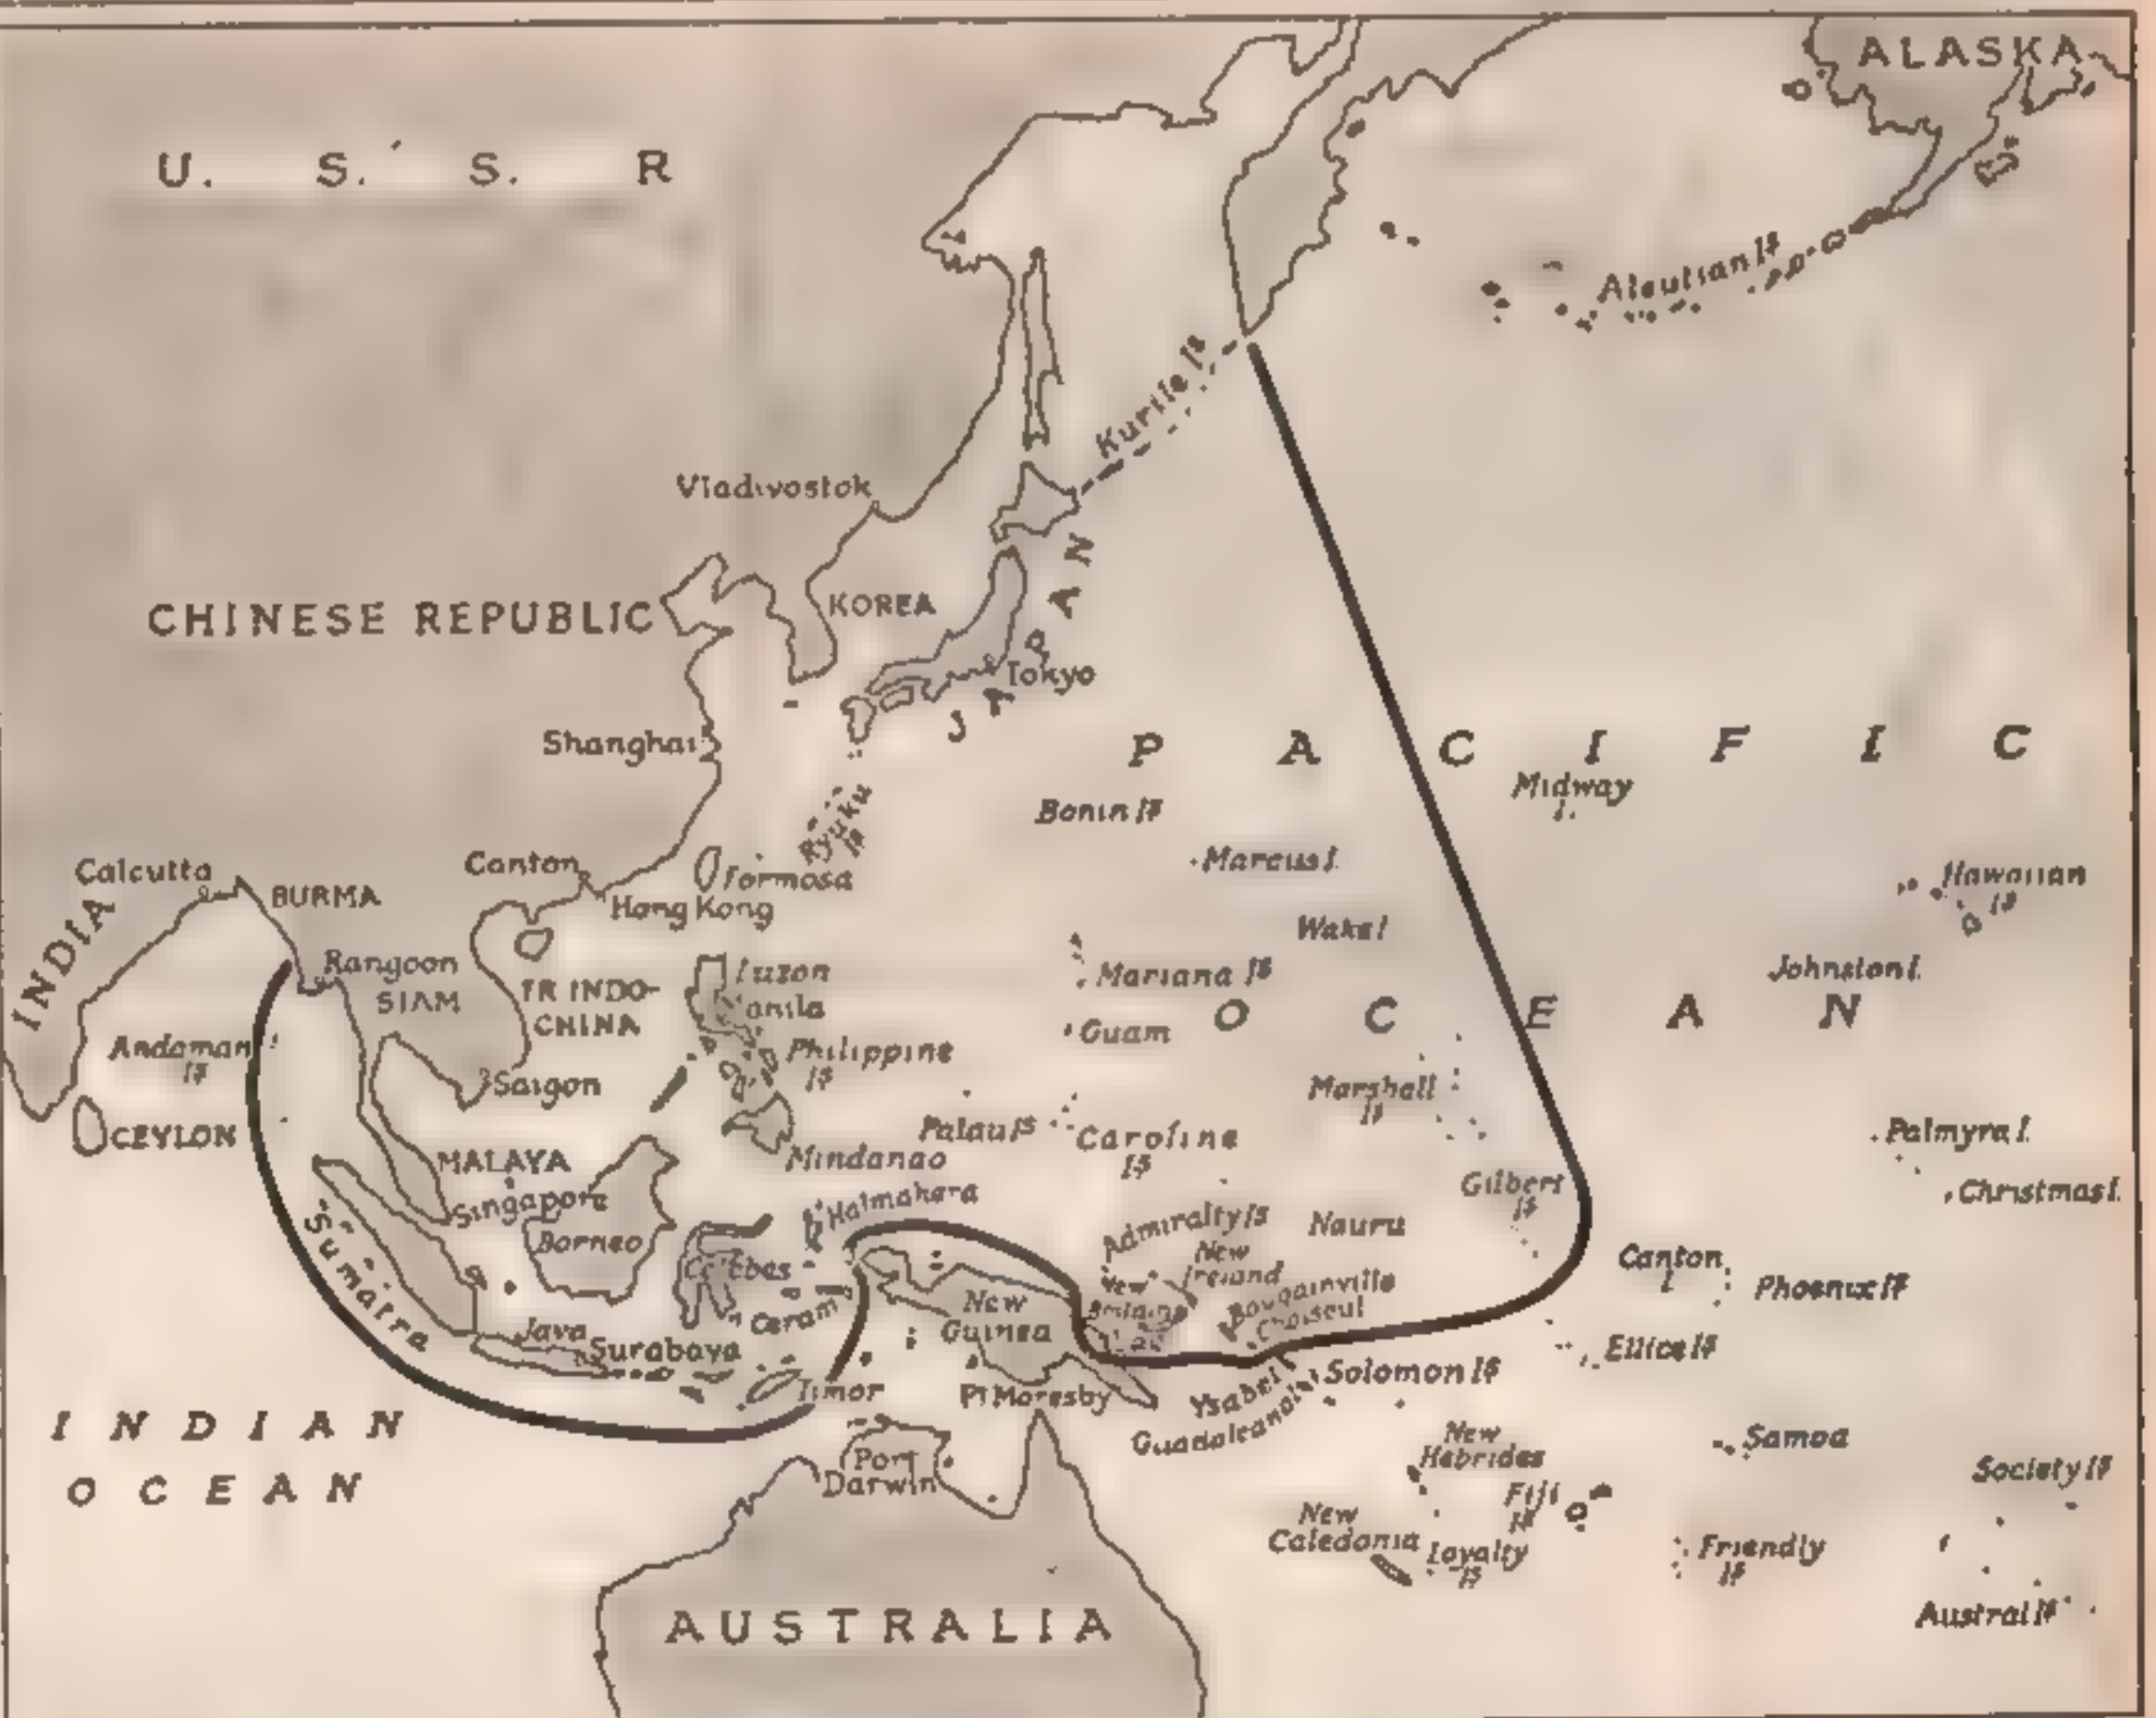 ALASKA
U. S. S. R
Aleutian Is
Kurile Is
Vladivostok
CHINESE REPUBLIC
KOREA
JAPAN
Tokyo
Shanghai
PACIFIC
Midway
I.
Bonin Is
Ryuku
Is
Marcus I.
Calcutta
Canton
Formosa
Hawaiian
Is
BURMA
Hong Kong
INDIA
Wake I
Rangoon
SIAM
FR INDO-
CHINA
Luzon
Mariana Is
Johnston I.
OCEAN
Guam
Andaman
Is
Philippine
Is
Saigon
Marshall
Is
CEYLON
Palau Is
Caroline
Is
Palmyra I.
MALAYA
Mindanao
Singapore
Halmahera
Gilbert
Is
Christmas I.
Sumatra
Borneo
Admiralty Is
Nauru
New
Ireland
Canton
I
Phoenix Is
Celebes
Ceram
New
Guinea
New
Bougainville
Choiseul
Java
Surabaya
Ellice Is
Timor
Pt Moresby
Ysabel
Solomon Is
Guadalcanal
INDIAN
OCEAN
Port
Darwin
New
Hebrides
Samoa
Society Is
Fiji
Is
New
Caledonia
Loyalty
Is
Friendly
Is
Austral Is
AUSTRALIA